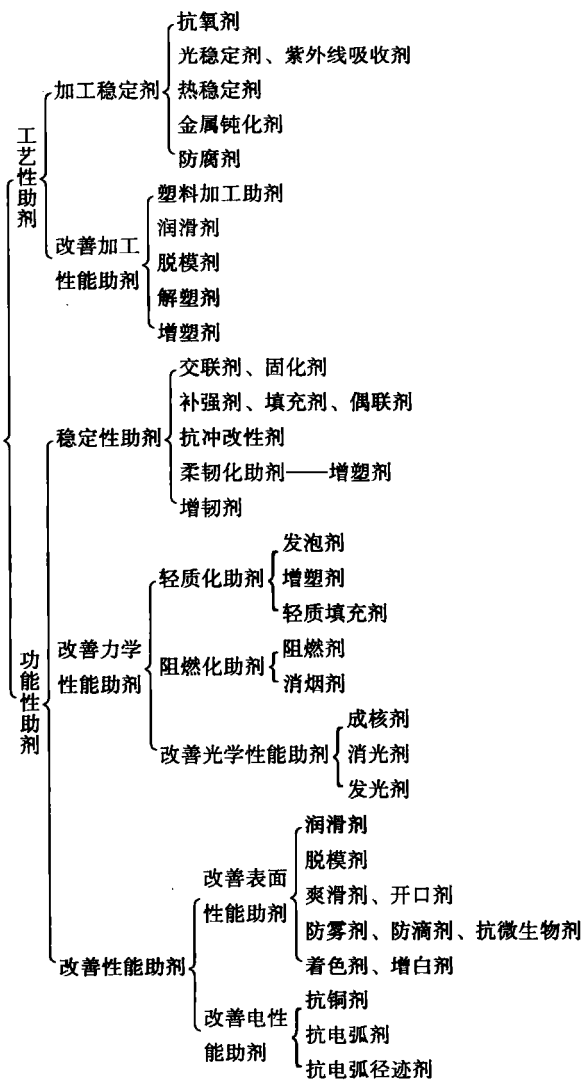 工艺性助剂
加工稳定剂
抗氧剂
光稳定剂、紫外线吸收剂
热稳定剂
金属钝化剂
防腐剂
改善加工
性能助剂
塑料加工助剂
润滑剂
脱模剂
解塑剂
增塑剂
功能性助剂
稳定性助剂
交联剂、固化剂
补强剂、填充剂、偶联剂
抗冲改性剂
柔韧化助剂——增塑剂
增韧剂
改善力学
性能助剂
轻质化助剂
发泡剂
增塑剂
轻质填充剂
阻燃化助剂
阻燃剂
消烟剂
改善光学性能助剂
成核剂
消光剂
发光剂
改善性能助剂
改善表面
性能助剂
润滑剂
脱模剂
爽滑剂、开口剂
防雾剂、防滴剂、抗微生物剂
着色剂、增白剂
改善电性
能助剂
抗铜剂
抗电弧剂
抗电弧径迹剂